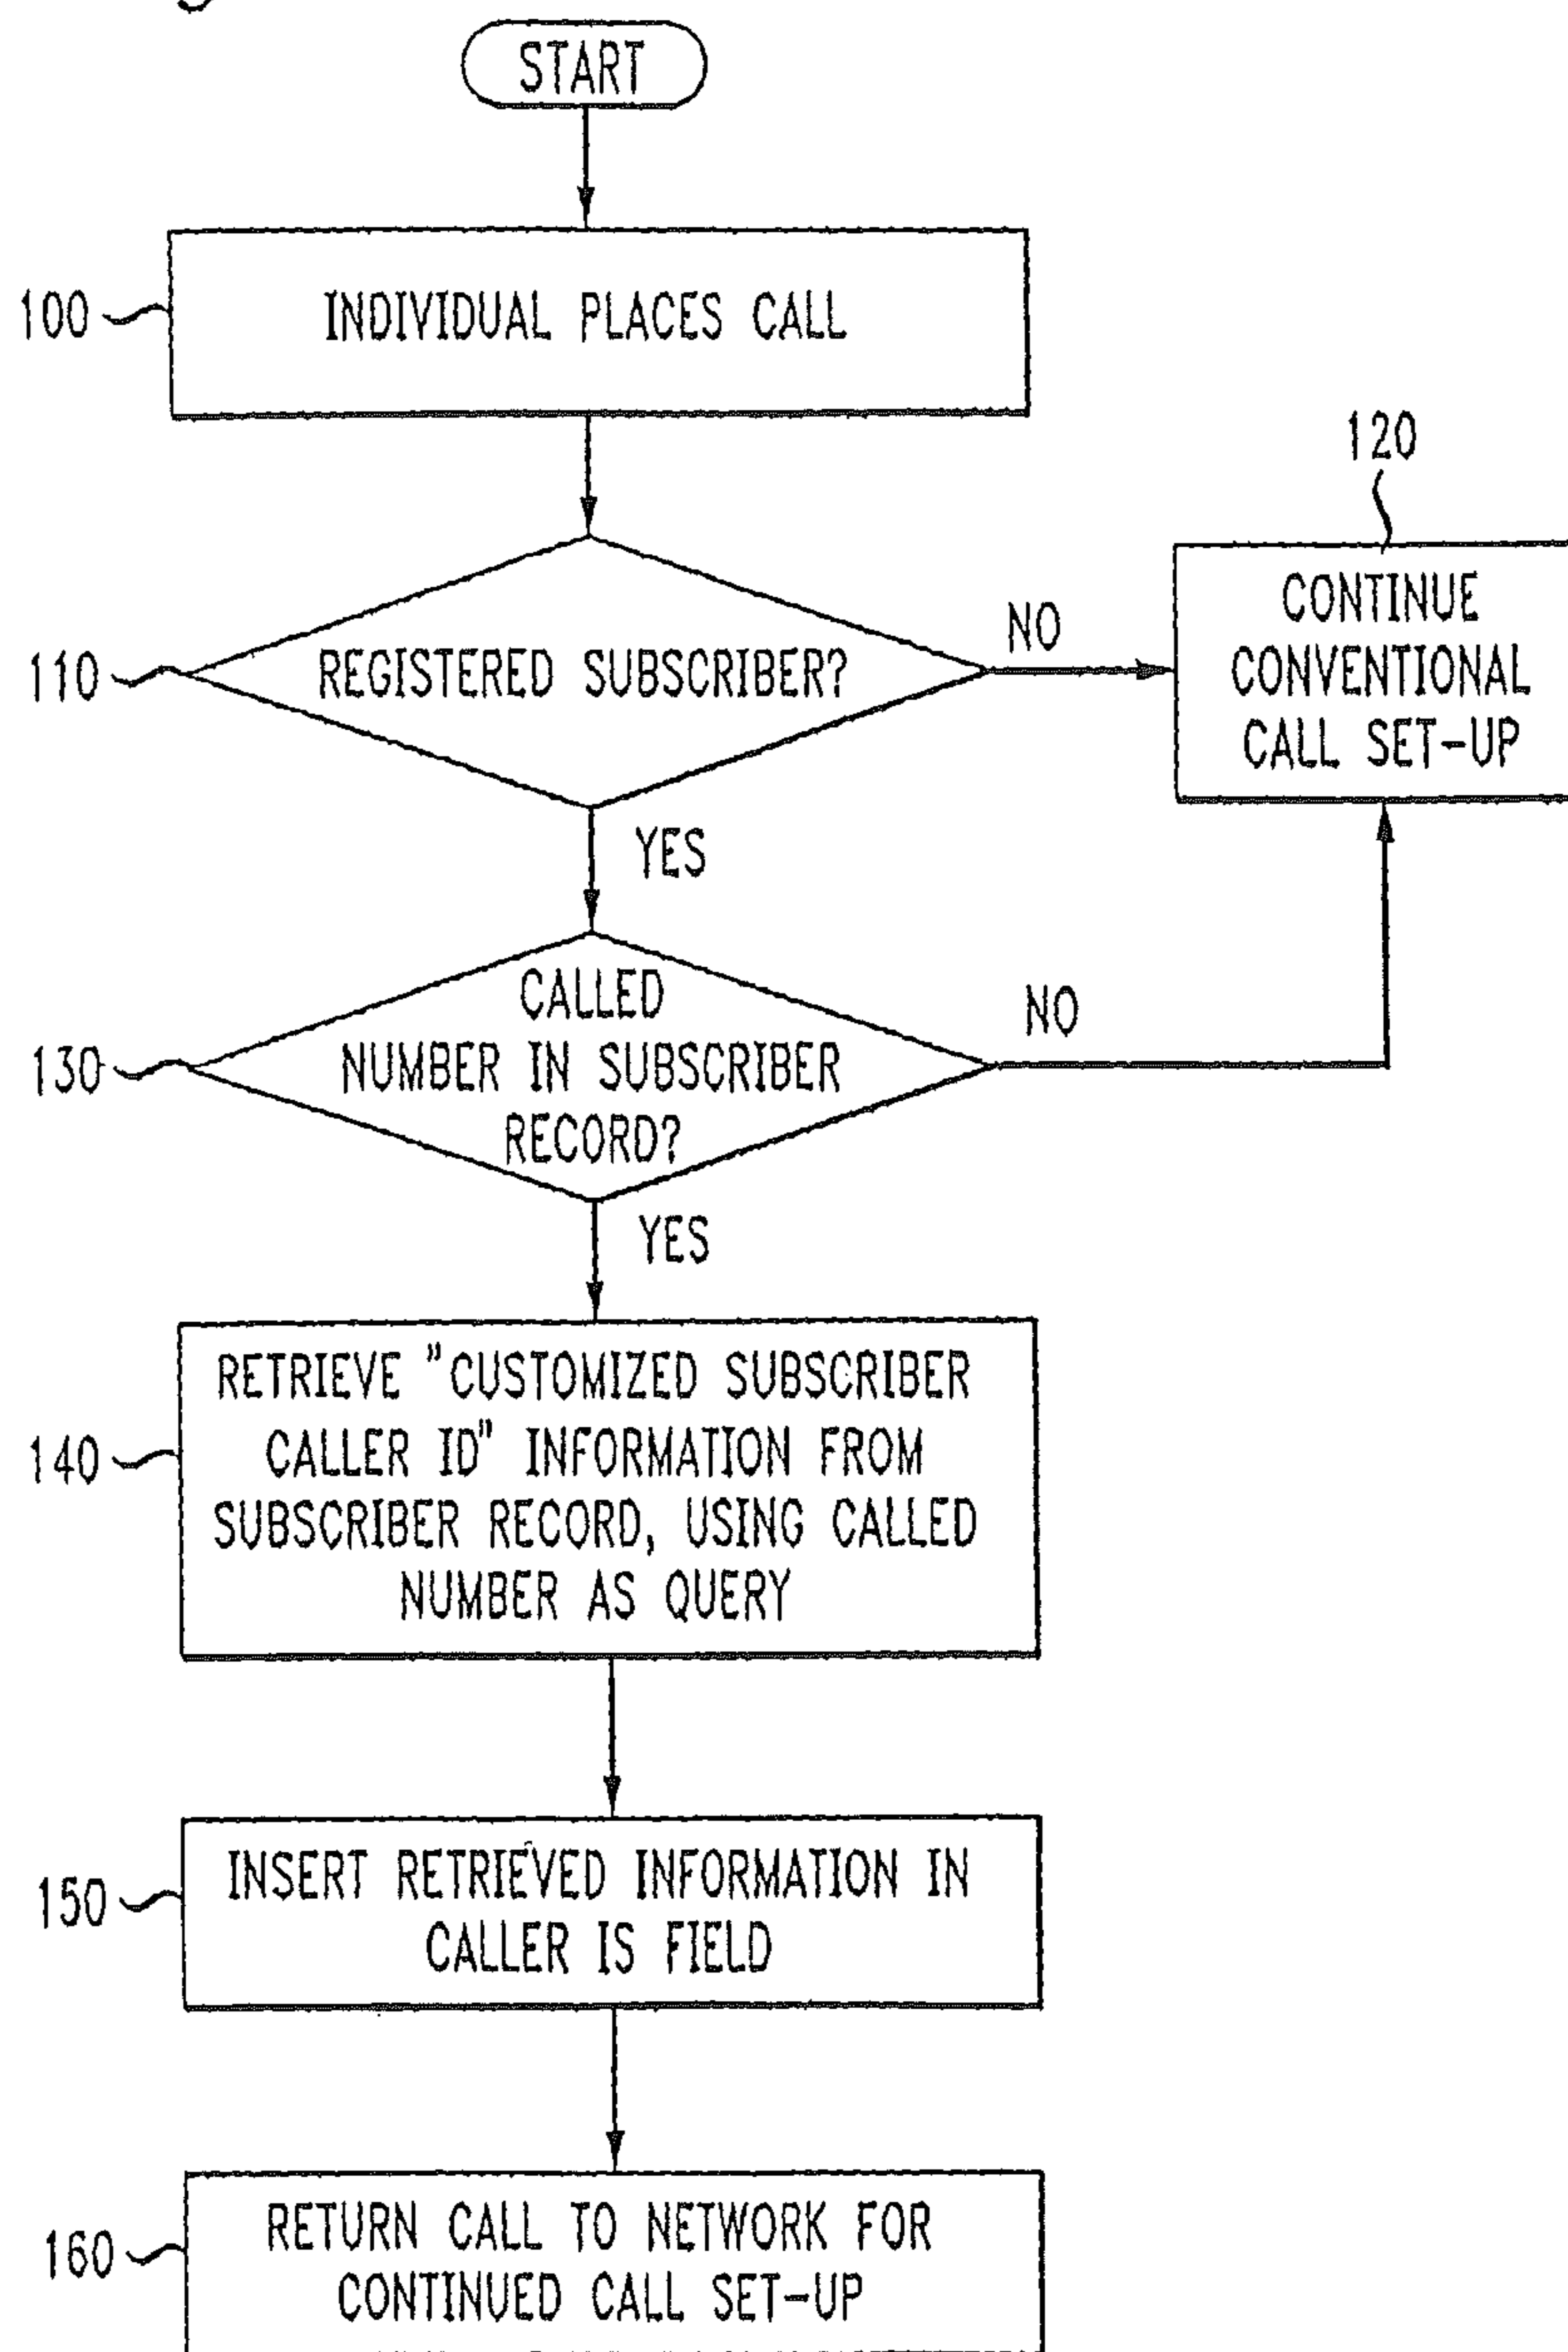 START
100
INDIVIDUAL PLACES CALL
120
CONTINUE
CONVENTIONAL
CALL SET-UP
110
REGISTERED SUBSCRIBER?
NO
YES
130
CALLED
NUMBER IN SUBSCRIBER
RECORD?
NO
YES
140
RETRIEVE "CUSTOMIZED SUBSCRIBER
CALLER ID" INFORMATION FROM
SUBSCRIBER RECORD, USING CALLED
NUMBER AS QUERY
150
INSERT RETRIEVED INFORMATION IN
CALLER IS FIELD
160
RETURN CALL TO NETWORK FOR
CONTINUED CALL SET-UP